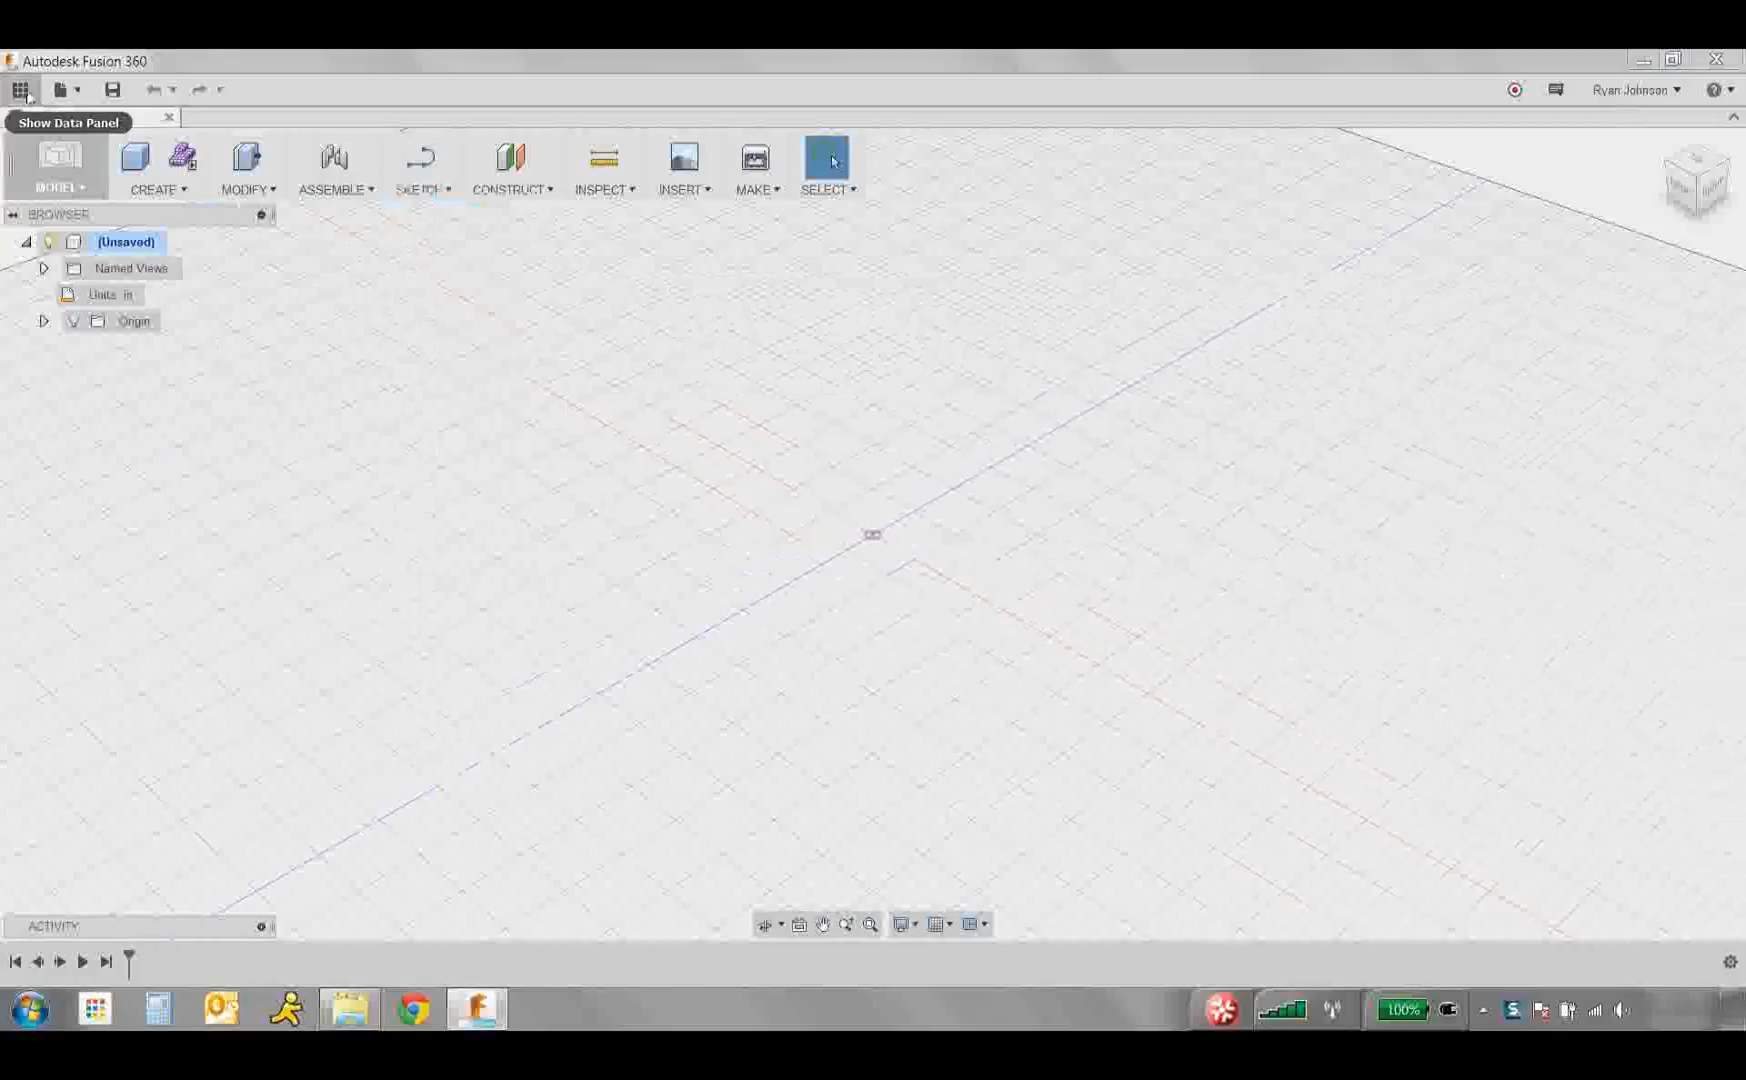 Autodesk Fusion 360
Ryan Johnson
Show Data Panel
MODEL
CREATE
MODIFY
ASSEMBLE
SKETCH
CONSTRUCT
INSPECT
INSERT
MAKE
SELECT
BROWSER
(Unsaved)
Named Views
Units in
Origin
ACTIVITY
100%